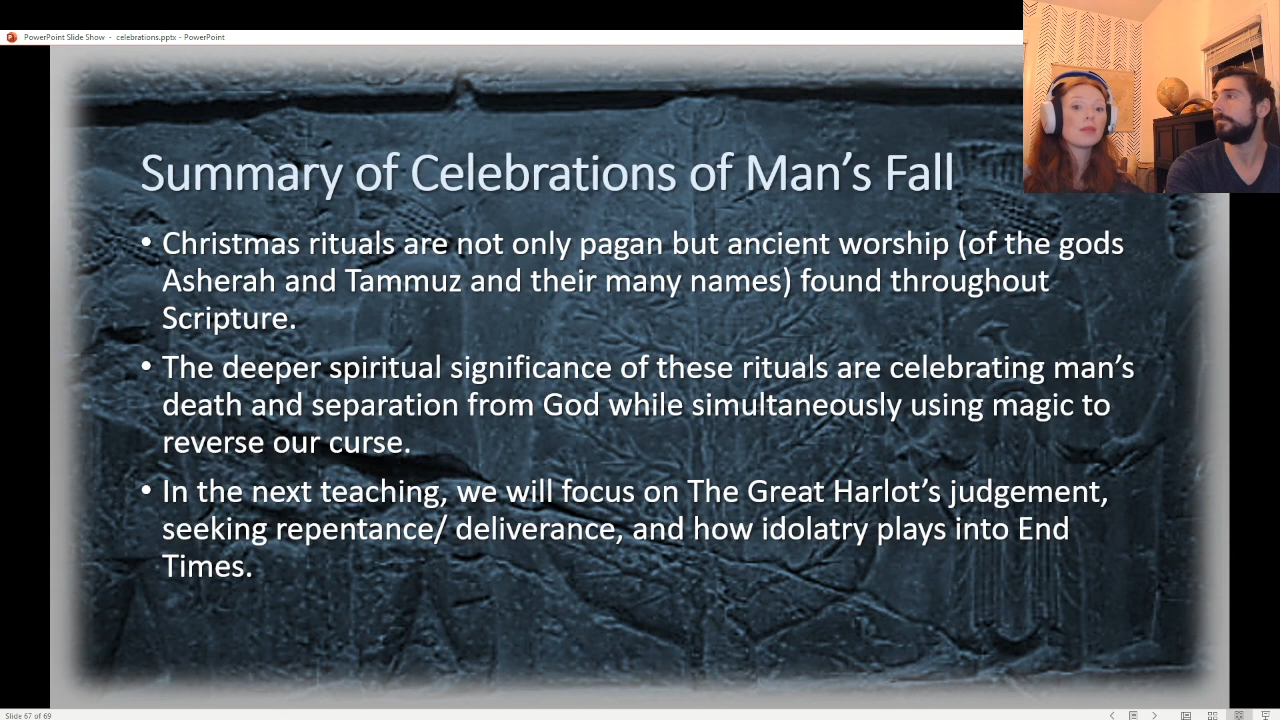 PowerPoint Slide Show - celebrations.pptx - PowerPoint
Summary of Celebrations of Man’s Fall
• Christmas rituals are not only pagan but ancient worship (of the gods
Asherah and Tammuz and their many names) found throughout
Scripture.
• The deeper spiritual significance of these rituals are celebrating man’s
death and separation from God while simultaneously using magic to
reverse our curse.
• In the next teaching, we will focus on The Great Harlot’s judgement,
seeking repentance/ deliverance, and how idolatry plays into End
Times.
Slide 67 of 69